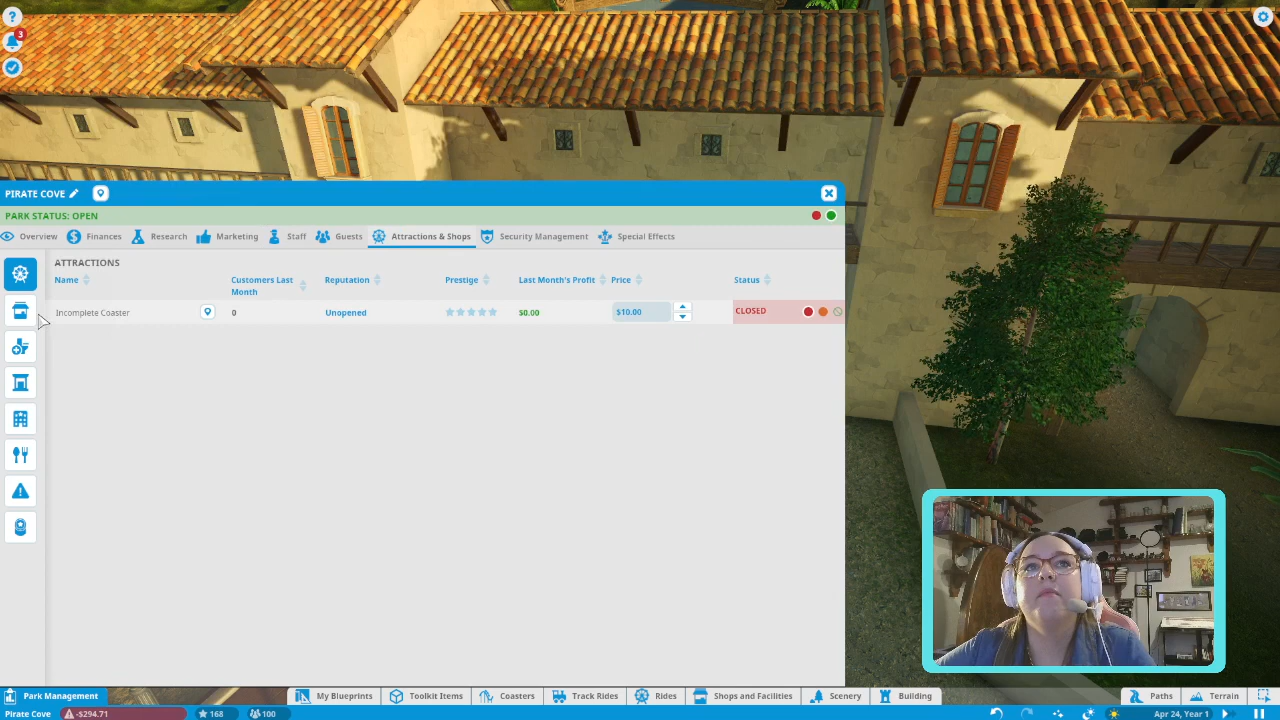 ?
3
PIRATE COVE
PARK STATUS: OPEN
Overview Finances Research Marketing Staff Guests Attractions & Shops Security Management Special Effects
ATTRACTIONS
Name Customers Last Month Reputation Prestige Last Month's Profit Price Status
Incomplete Coaster 0 Unopened $0.00 $10.00 CLOSED
Park Management My Blueprints Toolkit Items Coasters Track Rides Rides Shops and Facilities Scenery Building Paths Terrain
Pirate Cove -$294.71 168 100 Apr 24, Year 1